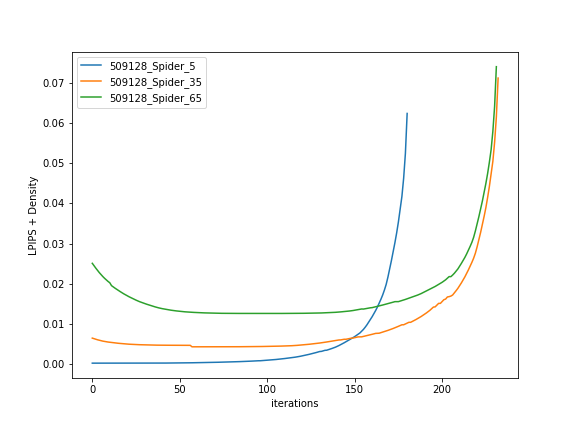 509128_Spider_5
509128_Spider_35
509128_Spider_65
LPIPS + Density
0.07
0.06
0.05
0.04
0.03
0.02
0.01
0.00
0 50 100 150 200
iterations